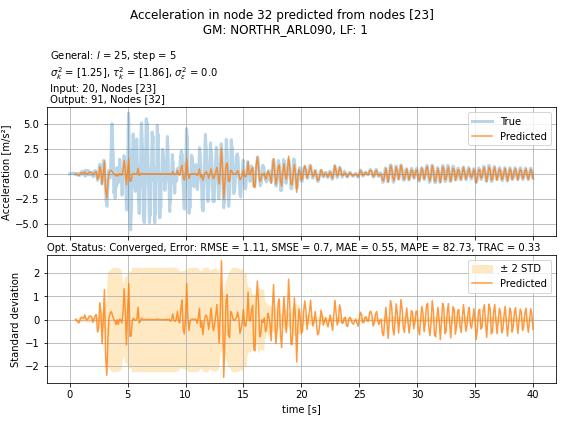 Acceleration in node 32 predicted from nodes [23]
GM: NORTHR_ARL090, LF: 1
General: l = 25, step = 5
σ²ₖ = [1.25], τ²ₖ = [1.86], σ²ε = 0.0
Input: 20, Nodes [23]
Output: 91, Nodes [32]
Acceleration [m/s²]
5.0
2.5
0.0
−2.5
−5.0
True
Predicted
Opt. Status: Converged, Error: RMSE = 1.11, SMSE = 0.7, MAE = 0.55, MAPE = 82.73, TRAC = 0.33
Standard deviation
2
1
0
−1
−2
± 2 STD
Predicted
0 5 10 15 20 25 30 35 40
time [s]